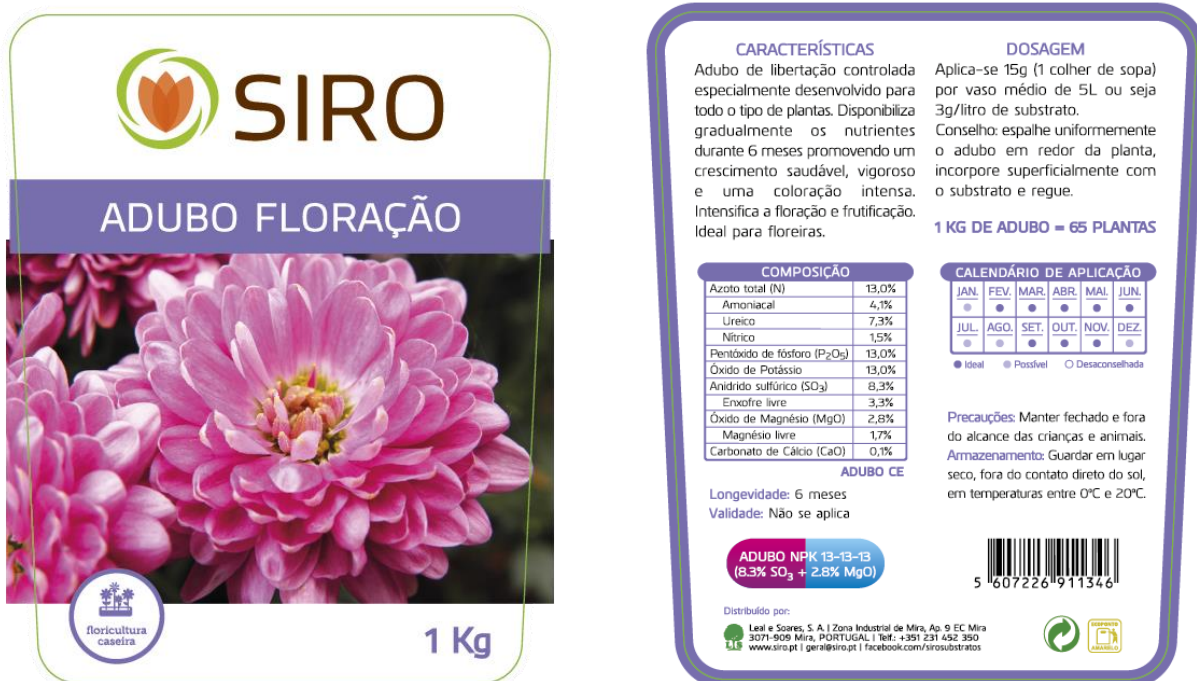 SIRO
ADUBO FLORAÇÃO
floricultura
caseira
1 Kg
CARACTERÍSTICAS
Adubo de libertação controlada
especialmente desenvolvido para
todo o tipo de plantas. Disponibiliza
gradualmente os nutrientes
durante 6 meses promovendo um
crescimento saudável, vigoroso
e uma coloração intensa.
Intensifica a floração e frutificação.
Ideal para floreiras.
DOSAGEM
Aplica-se 15g (1 colher de sopa)
por vaso médio de 5L ou seja
3g/litro de substrato.
Conselho: espalhe uniformemente
o adubo em redor da planta,
incorpore superficialmente com
o substrato e regue.
1 KG DE ADUBO = 65 PLANTAS
COMPOSIÇÃO
Azoto total (N) 13,0%
Amoniacal 4,1%
Ureico 7,3%
Nítrico 1,5%
Pentóxido de fósforo (P₂O₅) 13,0%
Óxido de Potássio 13,0%
Anidrido sulfúrico (SO₃) 8,3%
Enxofre livre 3,3%
Óxido de Magnésio (MgO) 2,8%
Magnésio livre 1,7%
Carbonato de Cálcio (CaO) 0,1%
ADUBO CE
Longevidade: 6 meses
Validade: Não se aplica
ADUBO NPK 13-13-13
(8.3% SO₃ + 2.8% MgO)
CALENDÁRIO DE APLICAÇÃO
JAN. FEV. MAR. ABR. MAI. JUN.
JUL. AGO. SET. OUT. NOV. DEZ.
Ideal Possível Desaconselhada
Precauções: Manter fechado e fora
do alcance das crianças e animais.
Armazenamento: Guardar em lugar
seco, fora do contato direto do sol,
em temperaturas entre 0ºC e 20ºC.
5 607226 911346
Distribuído por:
Leal e Soares, S. A. | Zona Industrial de Mira, Ap. 9 EC Mira
3071-909 Mira, PORTUGAL | Telf.: +351 231 452 350
www.siro.pt | geral@siro.pt | facebook.com/sirosubstratos
AMARELO